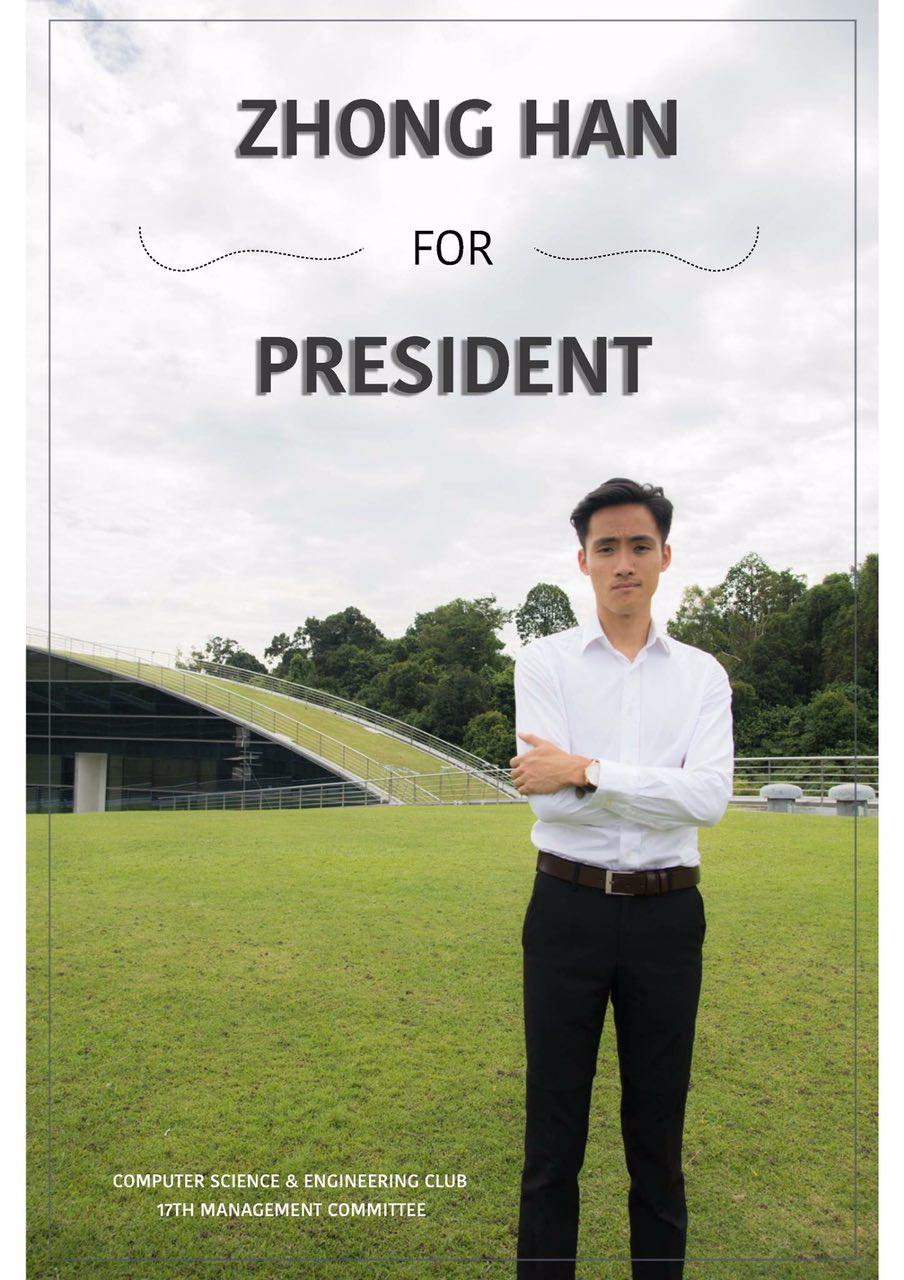 ZHONG HAN
FOR
PRESIDENT
COMPUTER SCIENCE & ENGINEERING CLUB
17TH MANAGEMENT COMMITTEE